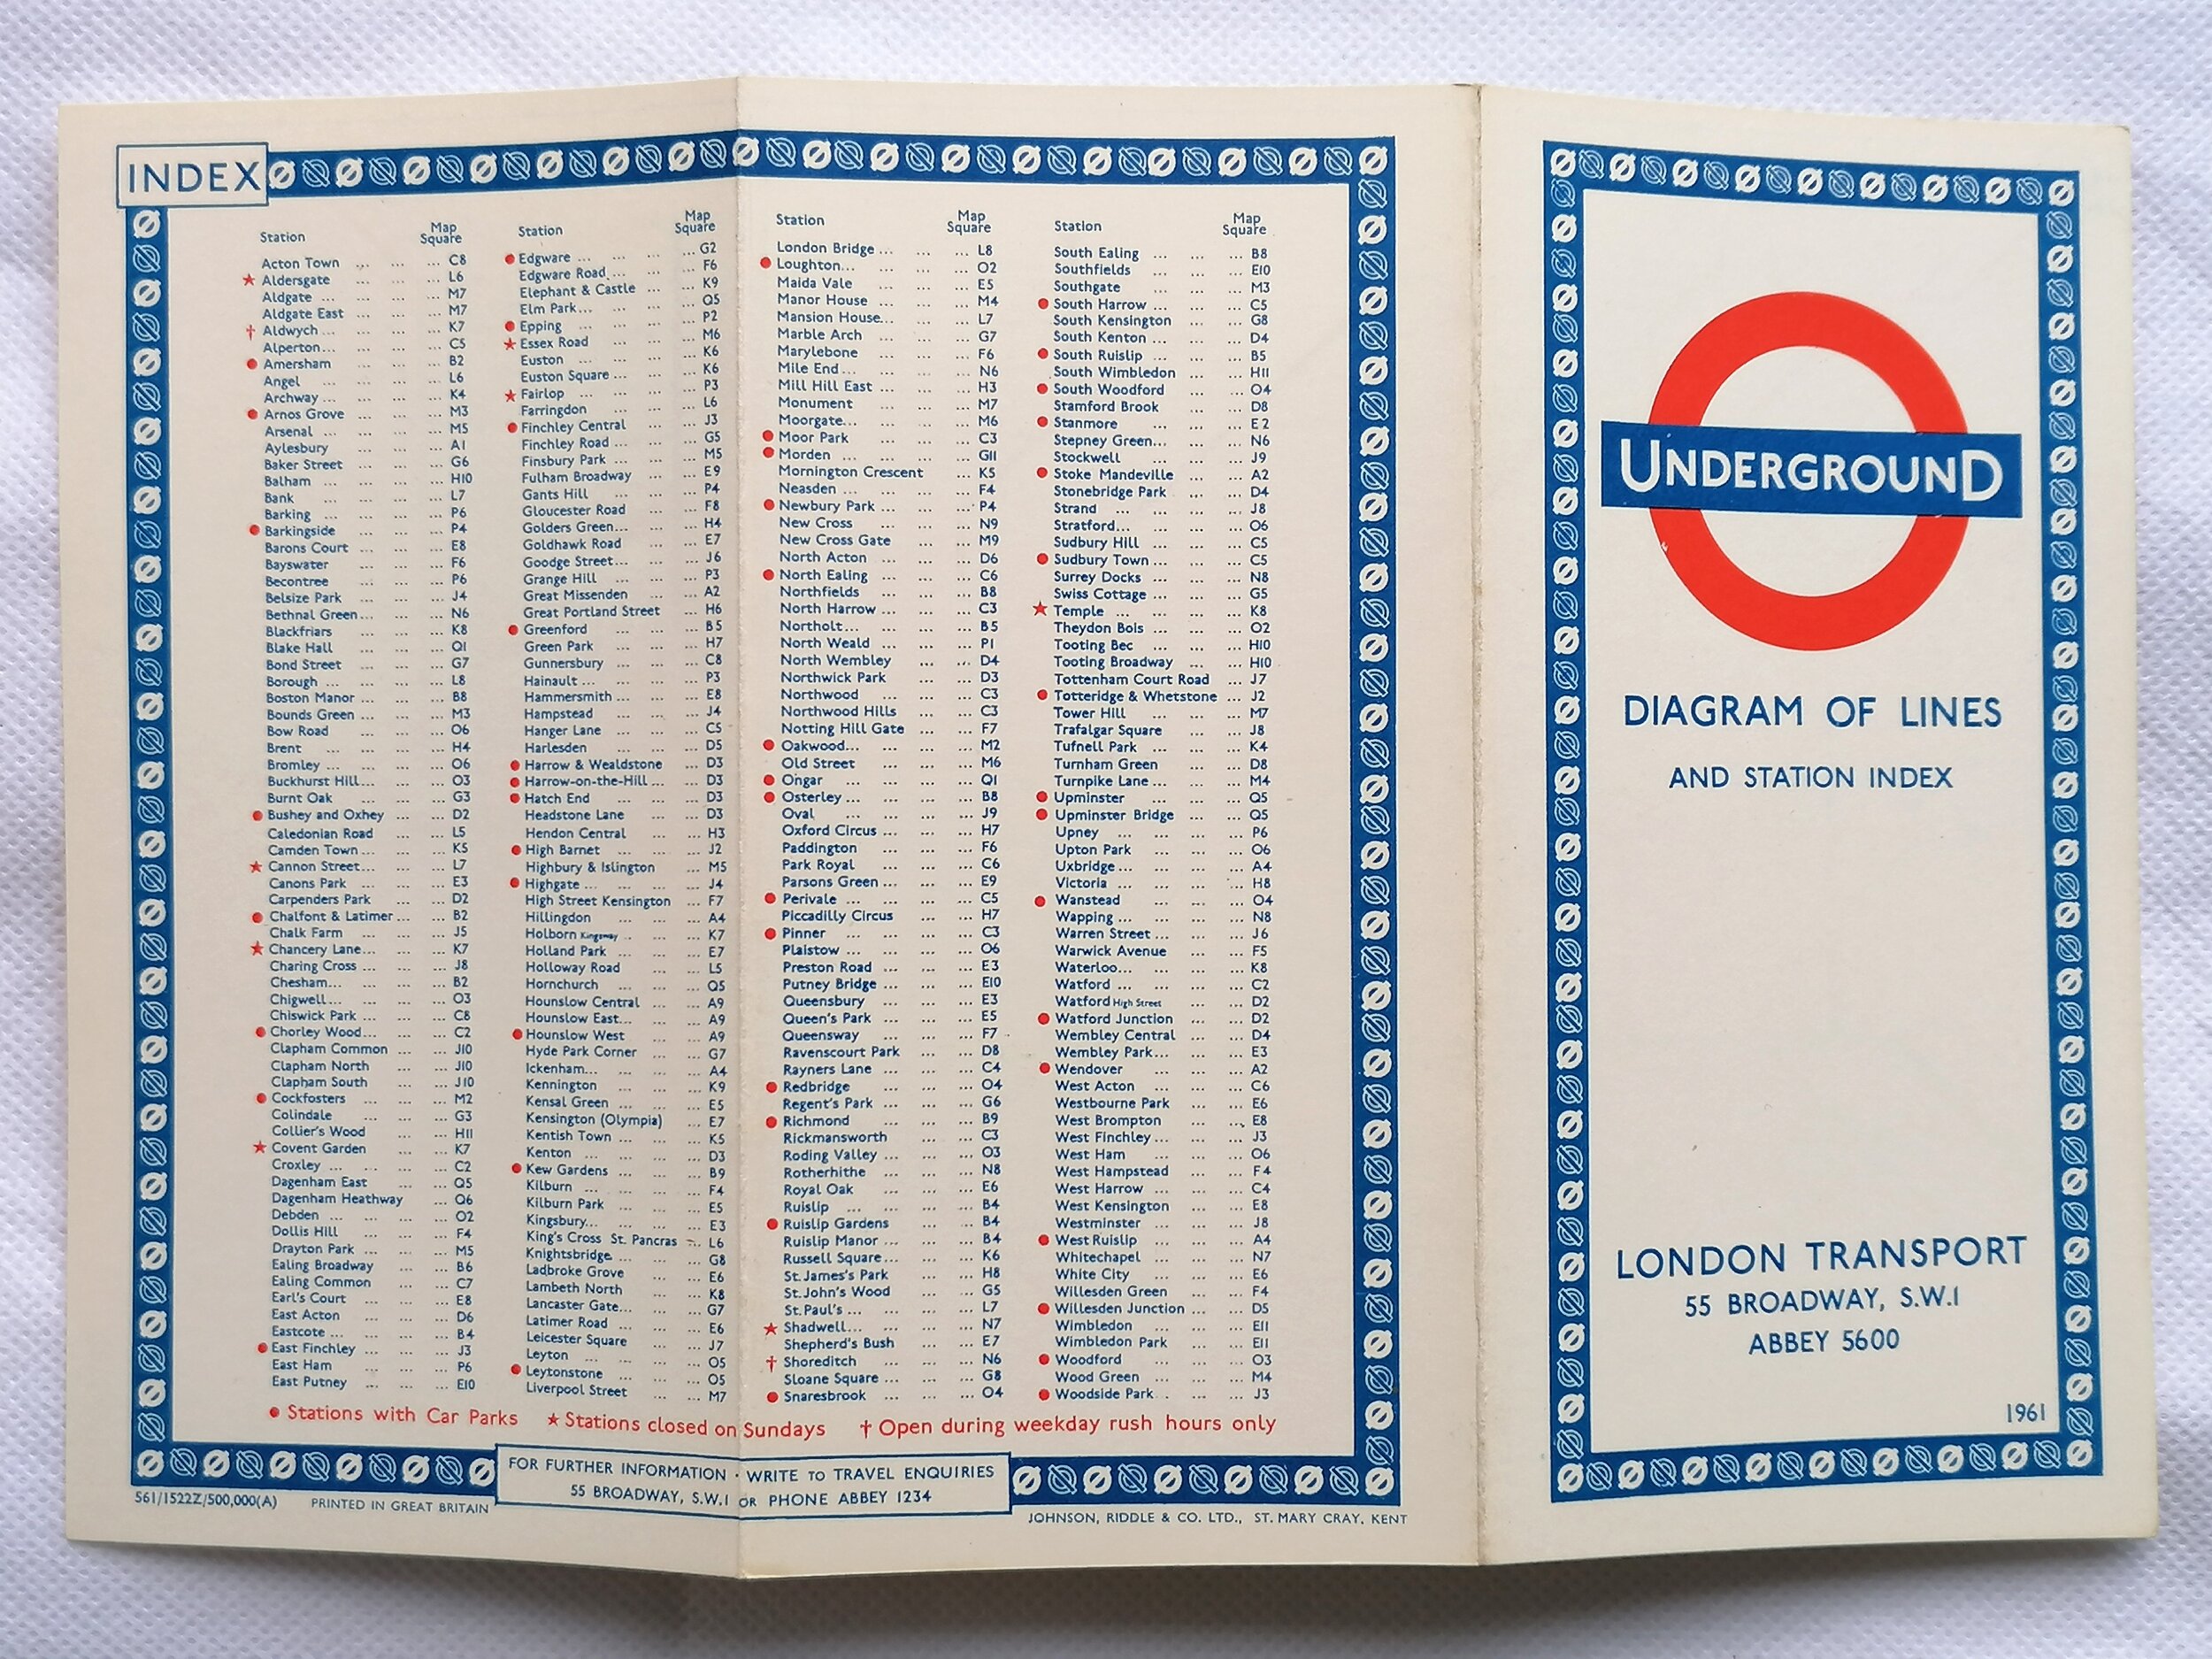 INDEX
Station Map Square
Acton Town ... ... ... C8
★ Aldersgate ... ... ... L6
Aldgate ... ... ... M7
Aldgate East ... ... M7
† Aldwych... ... ... K7
Alperton... ... ... C5
● Amersham ... ... ... B2
Angel ... ... ... L6
Archway ... ... ... K4
● Arnos Grove ... ... ... M3
Arsenal ... ... ... M5
Aylesbury ... ... ... A1
Baker Street ... ... ... G6
Balham ... ... ... H10
Bank ... ... ... L7
Barking ... ... ... P6
● Barkingside ... ... ... P4
Barons Court ... ... ... E8
Bayswater ... ... ... F6
Becontree ... ... ... P6
Belsize Park ... ... ... J4
Bethnal Green... ... ... N6
Blackfriars ... ... ... K8
Blake Hall ... ... ... Q1
Bond Street ... ... ... G7
Borough ... ... ... L8
Boston Manor ... ... ... B8
Bounds Green ... ... ... M3
Bow Road ... ... ... O6
Brent ... ... ... H4
Bromley ... ... ... O6
Buckhurst Hill... ... ... O3
Burnt Oak ... ... ... G3
● Bushey and Oxhey ... ... D2
Caledonian Road ... ... L5
Camden Town ... ... ... K5
★ Cannon Street... ... ... L7
Canons Park ... ... ... E3
Carpenders Park ... ... D2
● Chalfont & Latimer ... ... B2
Chalk Farm ... ... ... J5
★ Chancery Lane... ... ... K7
Charing Cross ... ... ... J8
Chesham... ... ... B2
Chigwell... ... ... O3
Chiswick Park ... ... ... C8
● Chorley Wood... ... ... C2
Clapham Common ... ... J10
Clapham North ... ... J10
Clapham South ... ... J10
● Cockfosters ... ... ... M2
Colindale ... ... ... G3
Collier's Wood ... ... H11
★ Covent Garden ... ... K7
Croxley ... ... ... C2
Dagenham East ... ... Q5
Dagenham Heathway ... Q6
Debden ... ... ... O2
Dollis Hill ... ... ... F4
Drayton Park ... ... ... M5
Ealing Broadway ... ... B6
Ealing Common ... ... C7
Earl's Court ... ... ... E8
East Acton ... ... ... D6
Eastcote ... ... ... B4
● East Finchley ... ... ... J3
East Ham ... ... ... P6
East Putney ... ... ... E10
Station Map Square
● Edgware ... ... ... G2
Edgware Road... ... ... F6
Elephant & Castle ... ... K9
Elm Park... ... ... Q5
● Epping ... ... ... P2
★ Essex Road ... ... ... M6
Euston ... ... ... K6
Euston Square ... ... ... K6
★ Fairlop ... ... ... P3
Farringdon ... ... ... L6
● Finchley Central ... ... J3
Finchley Road ... ... ... G5
Finsbury Park ... ... ... M5
Fulham Broadway ... ... E9
Gants Hill ... ... ... P4
Gloucester Road ... ... F8
Golders Green... ... ... H4
Goldhawk Road ... ... E7
Goodge Street... ... ... J6
Grange Hill ... ... ... P3
Great Missenden ... ... A2
Great Portland Street ... H6
● Greenford ... ... ... B5
Green Park ... ... ... H7
Gunnersbury ... ... ... C8
Hainault ... ... ... P3
Hammersmith ... ... ... E8
Hampstead ... ... ... J4
Hanger Lane ... ... ... C5
Harlesden ... ... ... D5
● Harrow & Wealdstone ... D3
● Harrow-on-the-Hill ... ... D3
● Hatch End ... ... ... D3
Headstone Lane ... ... D3
Hendon Central ... ... H3
● High Barnet ... ... ... J2
Highbury & Islington ... M5
● Highgate ... ... ... J4
High Street Kensington ... F7
Hillingdon ... ... ... A4
Holborn Kingsway ... ... K7
Holland Park ... ... ... E7
Holloway Road ... ... L5
Hornchurch ... ... ... Q5
Hounslow Central ... ... A9
Hounslow East... ... ... A9
● Hounslow West ... ... A9
Hyde Park Corner ... ... G7
Ickenham... ... ... A4
Kennington ... ... ... K9
Kensal Green ... ... ... E5
Kensington (Olympia) ... E7
Kentish Town ... ... ... K5
Kenton ... ... ... D3
● Kew Gardens ... ... ... B9
Kilburn ... ... ... F4
Kilburn Park ... ... ... E5
Kingsbury... ... ... E3
King's Cross St. Pancras ... L6
Knightsbridge... ... ... G8
Ladbroke Grove ... ... E6
Lambeth North ... ... K8
Lancaster Gate... ... ... G7
Latimer Road ... ... ... E6
Leicester Square ... ... J7
Leyton ... ... ... O5
● Leytonstone ... ... ... O5
Liverpool Street ... ... M7
Station Map Square
London Bridge ... ... ... L8
● Loughton... ... ... O2
Maida Vale ... ... ... E5
Manor House ... ... ... M4
Mansion House... ... ... L7
Marble Arch ... ... ... G7
Marylebone ... ... ... F6
Mile End ... ... ... N6
Mill Hill East ... ... ... H3
Monument ... ... ... M7
Moorgate... ... ... M6
● Moor Park ... ... ... C3
● Morden ... ... ... G11
Mornington Crescent ... K5
Neasden ... ... ... F4
● Newbury Park ... ... ... P4
New Cross ... ... ... N9
New Cross Gate ... ... M9
North Acton ... ... ... D6
● North Ealing ... ... ... C6
Northfields ... ... ... B8
North Harrow ... ... ... C3
Northolt ... ... ... B5
North Weald ... ... ... P1
North Wembley ... ... D4
Northwick Park ... ... D3
Northwood ... ... ... C3
Northwood Hills ... ... C3
Notting Hill Gate ... ... F7
● Oakwood... ... ... M2
Old Street ... ... ... M6
● Ongar ... ... ... Q1
● Osterley ... ... ... B8
Oval ... ... ... J9
Oxford Circus ... ... ... H7
Paddington ... ... ... F6
Park Royal ... ... ... C6
Parsons Green ... ... ... E9
● Perivale ... ... ... C5
Piccadilly Circus ... ... H7
● Pinner ... ... ... C3
Plaistow ... ... ... O6
Preston Road ... ... ... E3
Putney Bridge ... ... ... E10
Queensbury ... ... ... E3
Queen's Park ... ... ... E5
Queensway ... ... ... F7
Ravenscourt Park ... ... D8
Rayners Lane ... ... ... C4
● Redbridge ... ... ... O4
Regent's Park ... ... ... G6
● Richmond ... ... ... B9
Rickmansworth ... ... C3
Roding Valley ... ... ... O3
Rotherhithe ... ... ... N8
Royal Oak ... ... ... E6
Ruislip ... ... ... B4
● Ruislip Gardens ... ... B4
Ruislip Manor ... ... ... B4
Russell Square ... ... ... K6
St. James's Park ... ... H8
St. John's Wood ... ... G5
St. Paul's ... ... ... L7
★ Shadwell... ... ... N7
Shepherd's Bush ... ... E7
† Shoreditch ... ... ... N6
Sloane Square ... ... ... G8
● Snaresbrook ... ... ... O4
Station Map Square
South Ealing ... ... ... B8
Southfields ... ... ... E10
Southgate ... ... ... M3
● South Harrow ... ... ... C5
South Kensington ... ... G8
South Kenton ... ... ... D4
● South Ruislip ... ... ... B5
South Wimbledon ... ... H11
● South Woodford ... ... O4
Stamford Brook ... ... D8
● Stanmore ... ... ... E2
Stepney Green... ... ... N6
Stockwell ... ... ... J9
● Stoke Mandeville ... ... A2
Stonebridge Park ... ... D4
Strand ... ... ... J8
Stratford... ... ... O6
Sudbury Hill ... ... ... C5
● Sudbury Town ... ... ... C5
Surrey Docks ... ... ... N8
Swiss Cottage ... ... ... G5
★ Temple ... ... ... K8
Theydon Bois ... ... ... O2
Tooting Bec ... ... ... H10
Tooting Broadway ... ... H10
Tottenham Court Road ... J7
● Totteridge & Whetstone ... J2
Tower Hill ... ... ... M7
Trafalgar Square ... ... J8
Tufnell Park ... ... ... K4
Turnham Green ... ... D8
Turnpike Lane ... ... ... M4
● Upminster ... ... ... Q5
● Upminster Bridge ... ... Q5
Upney ... ... ... P6
Upton Park ... ... ... O6
Uxbridge ... ... ... A4
Victoria ... ... ... H8
● Wanstead ... ... ... O4
Wapping ... ... ... N8
Warren Street ... ... ... J6
Warwick Avenue ... ... F5
Waterloo... ... ... K8
Watford ... ... ... C2
Watford High Street ... ... D2
● Watford Junction ... ... D2
Wembley Central ... ... D4
Wembley Park... ... ... E3
● Wendover ... ... ... A2
West Acton ... ... ... C6
Westbourne Park ... ... E6
West Brompton ... ... E8
West Finchley ... ... ... J3
West Ham ... ... ... O6
West Hampstead ... ... F4
West Harrow ... ... ... C4
West Kensington ... ... E8
Westminster ... ... ... J8
● West Ruislip ... ... ... A4
Whitechapel ... ... ... N7
White City ... ... ... E6
Willesden Green ... ... F4
● Willesden Junction ... ... D5
Wimbledon ... ... ... E11
Wimbledon Park ... ... E11
● Woodford ... ... ... O3
Wood Green ... ... ... M4
● Woodside Park ... ... ... J3
● Stations with Car Parks ★ Stations closed on Sundays † Open during weekday rush hours only
FOR FURTHER INFORMATION · WRITE TO TRAVEL ENQUIRIES
55 BROADWAY, S.W.1 OR PHONE ABBEY 1234
561/1522Z/500,000(A) PRINTED IN GREAT BRITAIN
JOHNSON, RIDDLE & CO. LTD., ST. MARY CRAY, KENT
UNDERGROUND
DIAGRAM OF LINES
AND STATION INDEX
LONDON TRANSPORT
55 BROADWAY, S.W.1
ABBEY 5600
1961